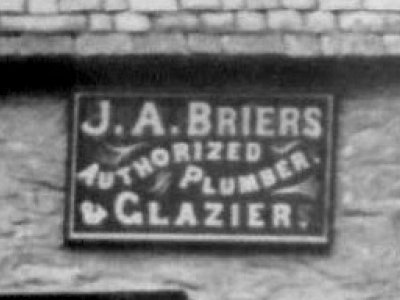 J. A. BRIERS
AUTHORIZED PLUMBER.
& GLAZIER.